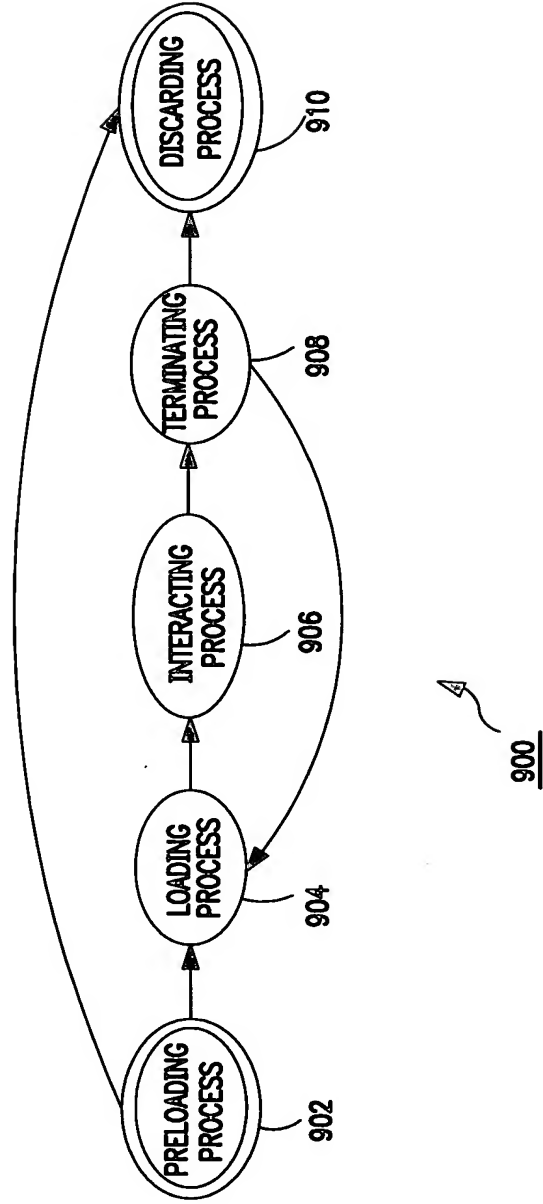 PRELOADING
PROCESS
902
LOADING
PROCESS
904
INTERACTING
PROCESS
906
TERMINATING
PROCESS
908
DISCARDING
PROCESS
910
900